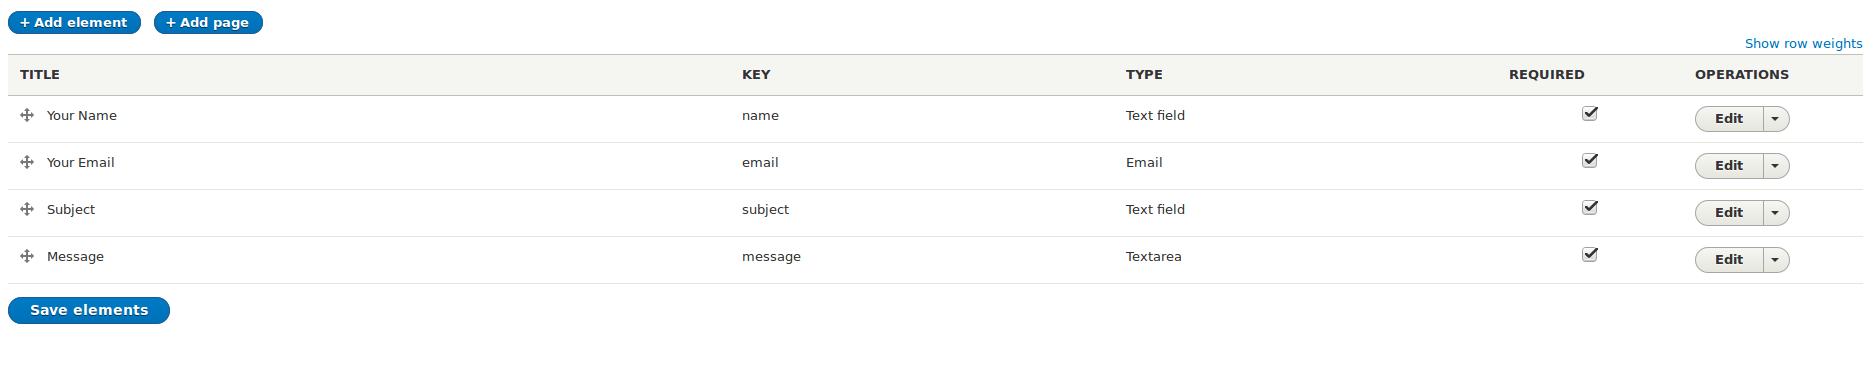 + Add element + Add page
Show row weights
TITLE KEY TYPE REQUIRED OPERATIONS
Your Name name Text field Edit
Your Email email Email Edit
Subject subject Text field Edit
Message message Textarea Edit
Save elements